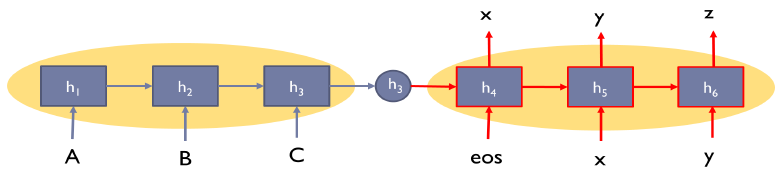 x y z
h₁ h₂ h₃ h₃ h₄ h₅ h₆
A B C eos x y